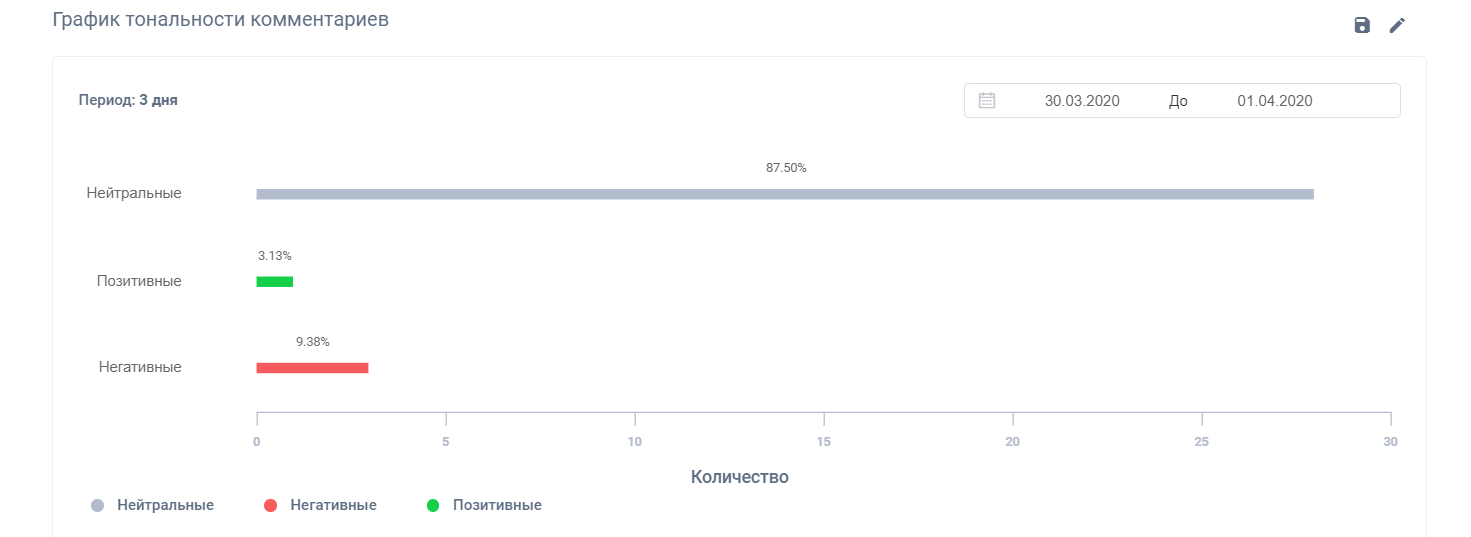 График тональности комментариев
Период: 3 дня
30.03.2020 До 01.04.2020
87.50%
Нейтральные
3.13%
Позитивные
9.38%
Негативные
0 5 10 15 20 25 30
Количество
Нейтральные Негативные Позитивные